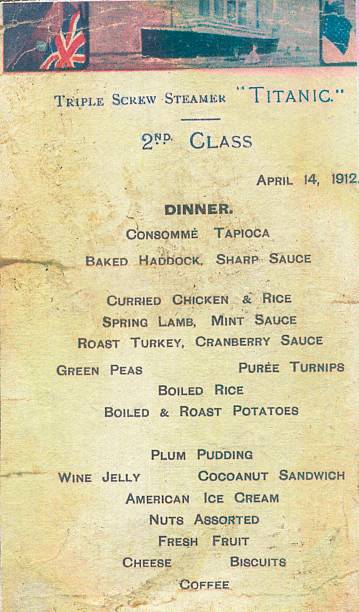 Triple Screw Steamer "Titanic."
2ND. Class
April 14, 1912.
DINNER.
Consommé Tapioca
Baked Haddock, Sharp Sauce
Curried Chicken & Rice
Spring Lamb, Mint Sauce
Roast Turkey, Cranberry Sauce
Green Peas Purée Turnips
Boiled Rice
Boiled & Roast Potatoes
Plum Pudding
Wine Jelly Cocoanut Sandwich
American Ice Cream
Nuts Assorted
Fresh Fruit
Cheese Biscuits
Coffee